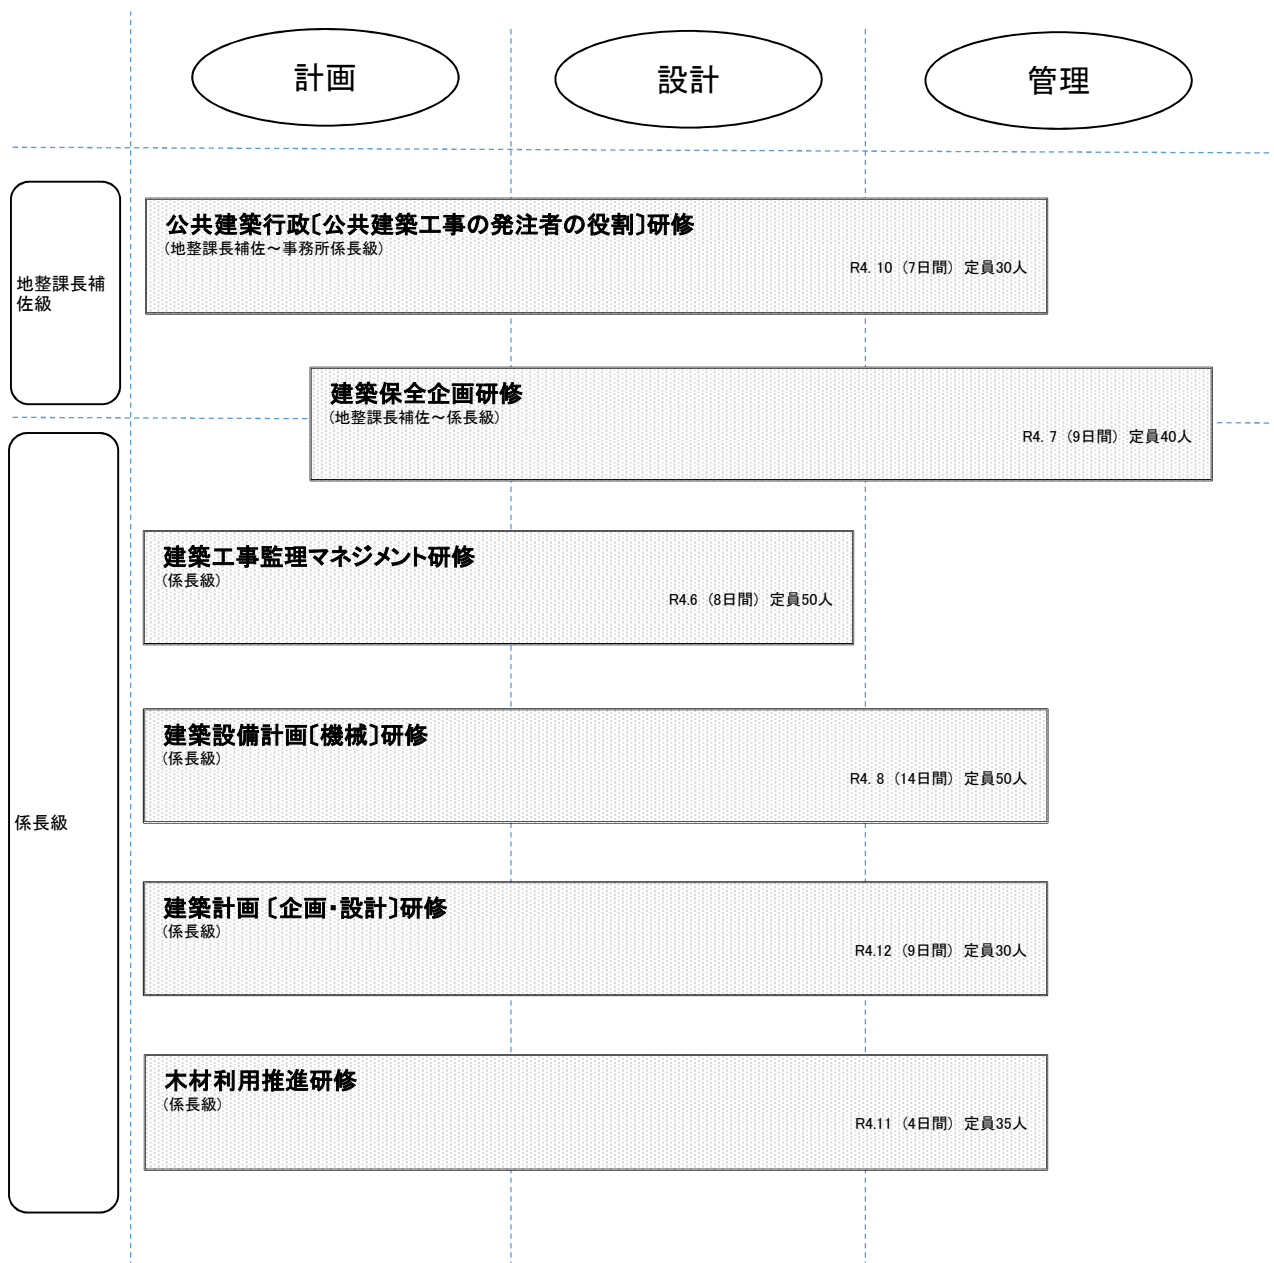 計画
設計
管理
地整課長補
佐級
公共建築行政〔公共建築工事の発注者の役割〕研修
(地整課長補佐～事務所係長級)
R4. 10 （7日間） 定員30人
建築保全企画研修
(地整課長補佐～係長級)
R4. 7 （9日間） 定員40人
係長級
建築工事監理マネジメント研修
(係長級)
R4.6 （8日間） 定員50人
建築設備計画〔機械〕研修
(係長級)
R4. 8 （14日間） 定員50人
建築計画 〔企画・設計〕研修
(係長級)
R4.12 （9日間） 定員30人
木材利用推進研修
(係長級)
R4.11 （4日間） 定員35人